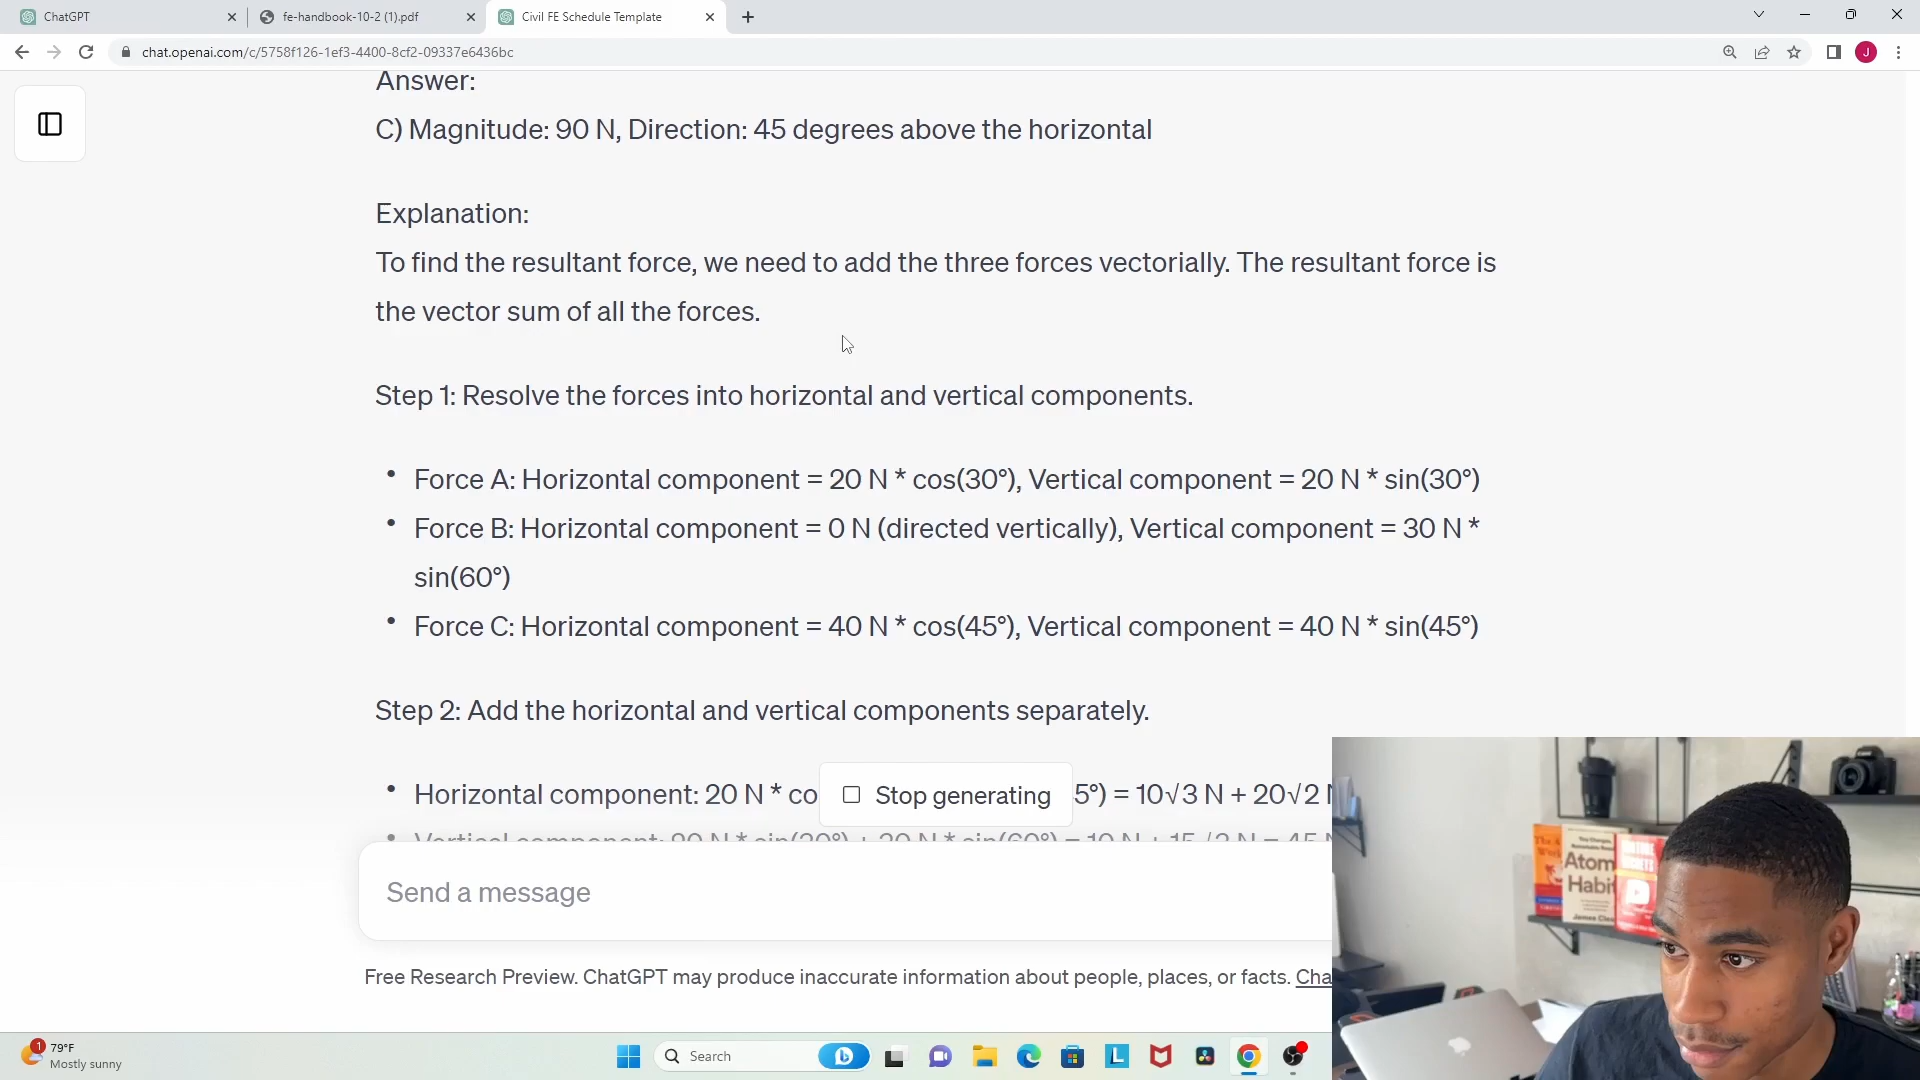 ChatGPT
fe-handbook-10-2 (1).pdf
Civil FE Schedule Template
chat.openai.com/c/5758f126-1ef3-4400-8cf2-09337e6436bc
J
Answer:
C) Magnitude: 90 N, Direction: 45 degrees above the horizontal
Explanation:
To find the resultant force, we need to add the three forces vectorially. The resultant force is
the vector sum of all the forces.
Step 1: Resolve the forces into horizontal and vertical components.
• Force A: Horizontal component = 20 N * cos(30°), Vertical component = 20 N * sin(30°)
• Force B: Horizontal component = 0 N (directed vertically), Vertical component = 30 N *
sin(60°)
• Force C: Horizontal component = 40 N * cos(45°), Vertical component = 40 N * sin(45°)
Step 2: Add the horizontal and vertical components separately.
• Horizontal component: 20 N * co
5°) = 10√3 N + 20√2 N
Stop generating
Send a message
Free Research Preview. ChatGPT may produce inaccurate information about people, places, or facts. Cha
Atom
Habi
James Cle
1
79°F
Mostly sunny
Search